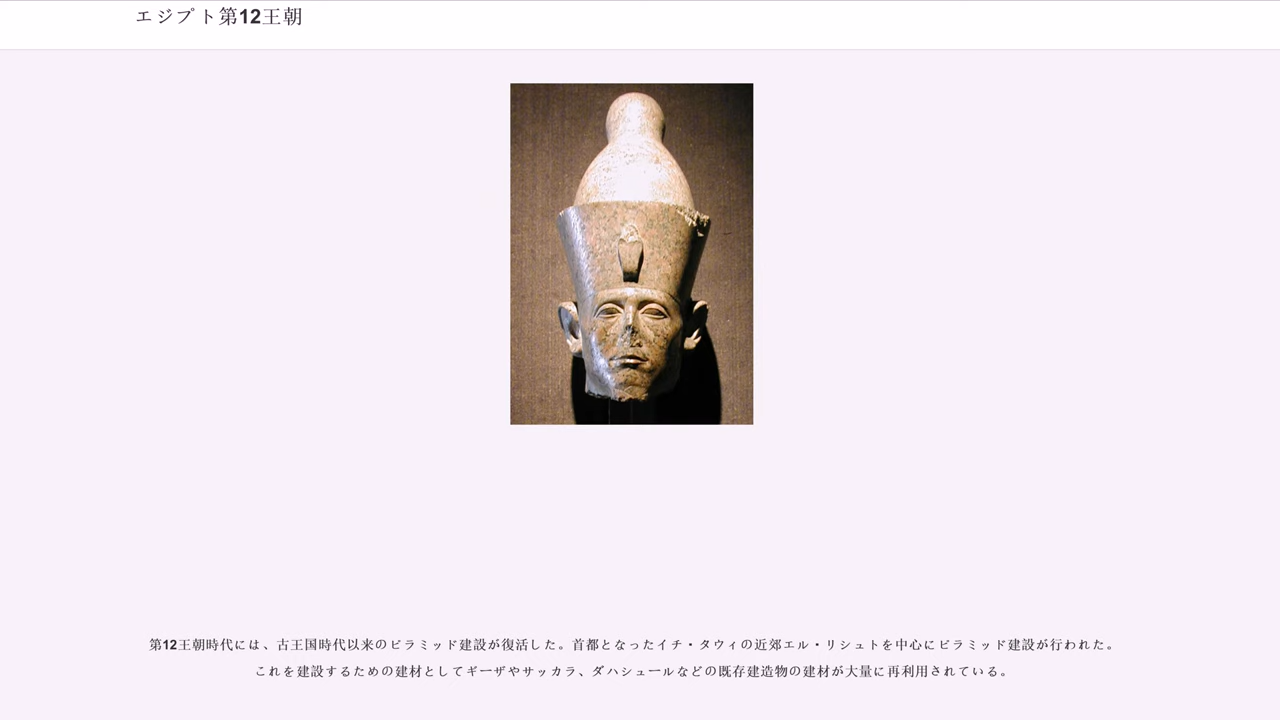 エジプト第12王朝
第12王朝時代には、古王国時代以来のピラミッド建設が復活した。首都となったイチ・タウィの近郊エル・リシュトを中心にピラミッド建設が行われた。
これを建設するための建材としてギーザやサッカラ、ダハシュールなどの既存建造物の建材が大量に再利用されている。